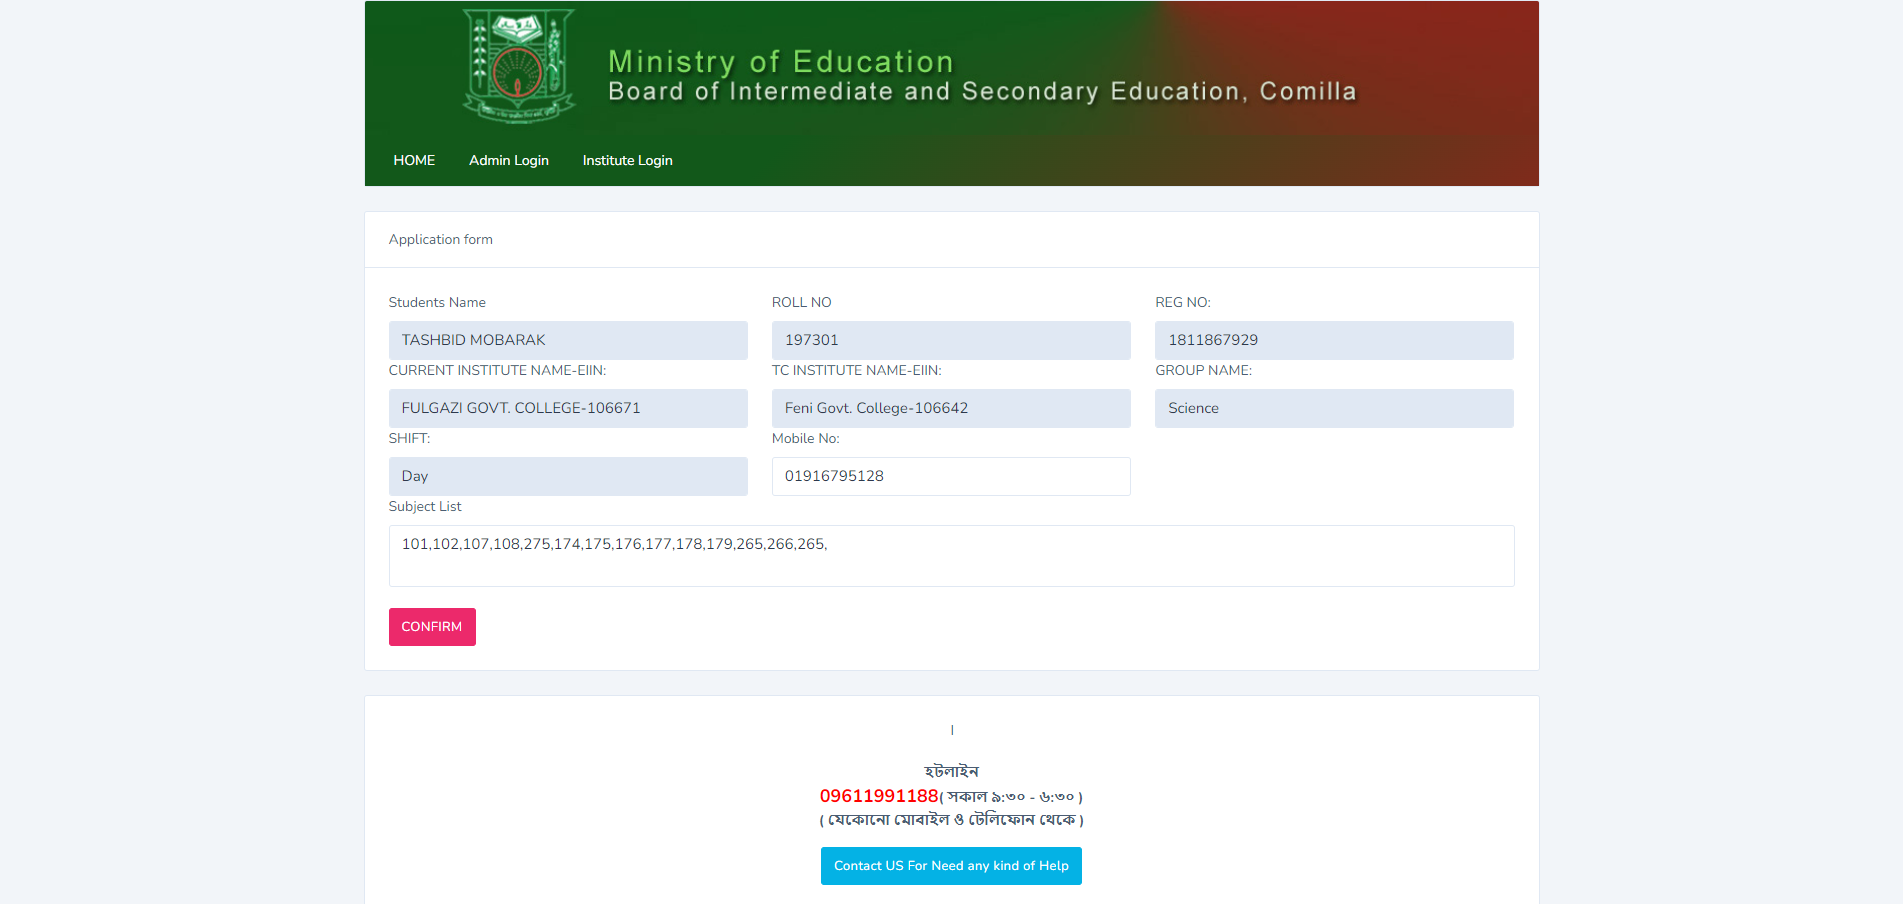 Ministry of Education
Board of Intermediate and Secondary Education, Comilla
HOME Admin Login Institute Login
Application form
Students Name ROLL NO REG NO:
TASHBID MOBARAK 197301 1811867929
CURRENT INSTITUTE NAME-EIIN: TC INSTITUTE NAME-EIIN: GROUP NAME:
FULGAZI GOVT. COLLEGE-106671 Feni Govt. College-106642 Science
SHIFT: Mobile No:
Day 01916795128
Subject List
101,102,107,108,275,174,175,176,177,178,179,265,266,265,
CONFIRM
|
হটলাইন
09611991188( সকাল ৯:৩০ - ৬:৩০ )
( যেকোনো মোবাইল ও টেলিফোন থেকে )
Contact US For Need any kind of Help